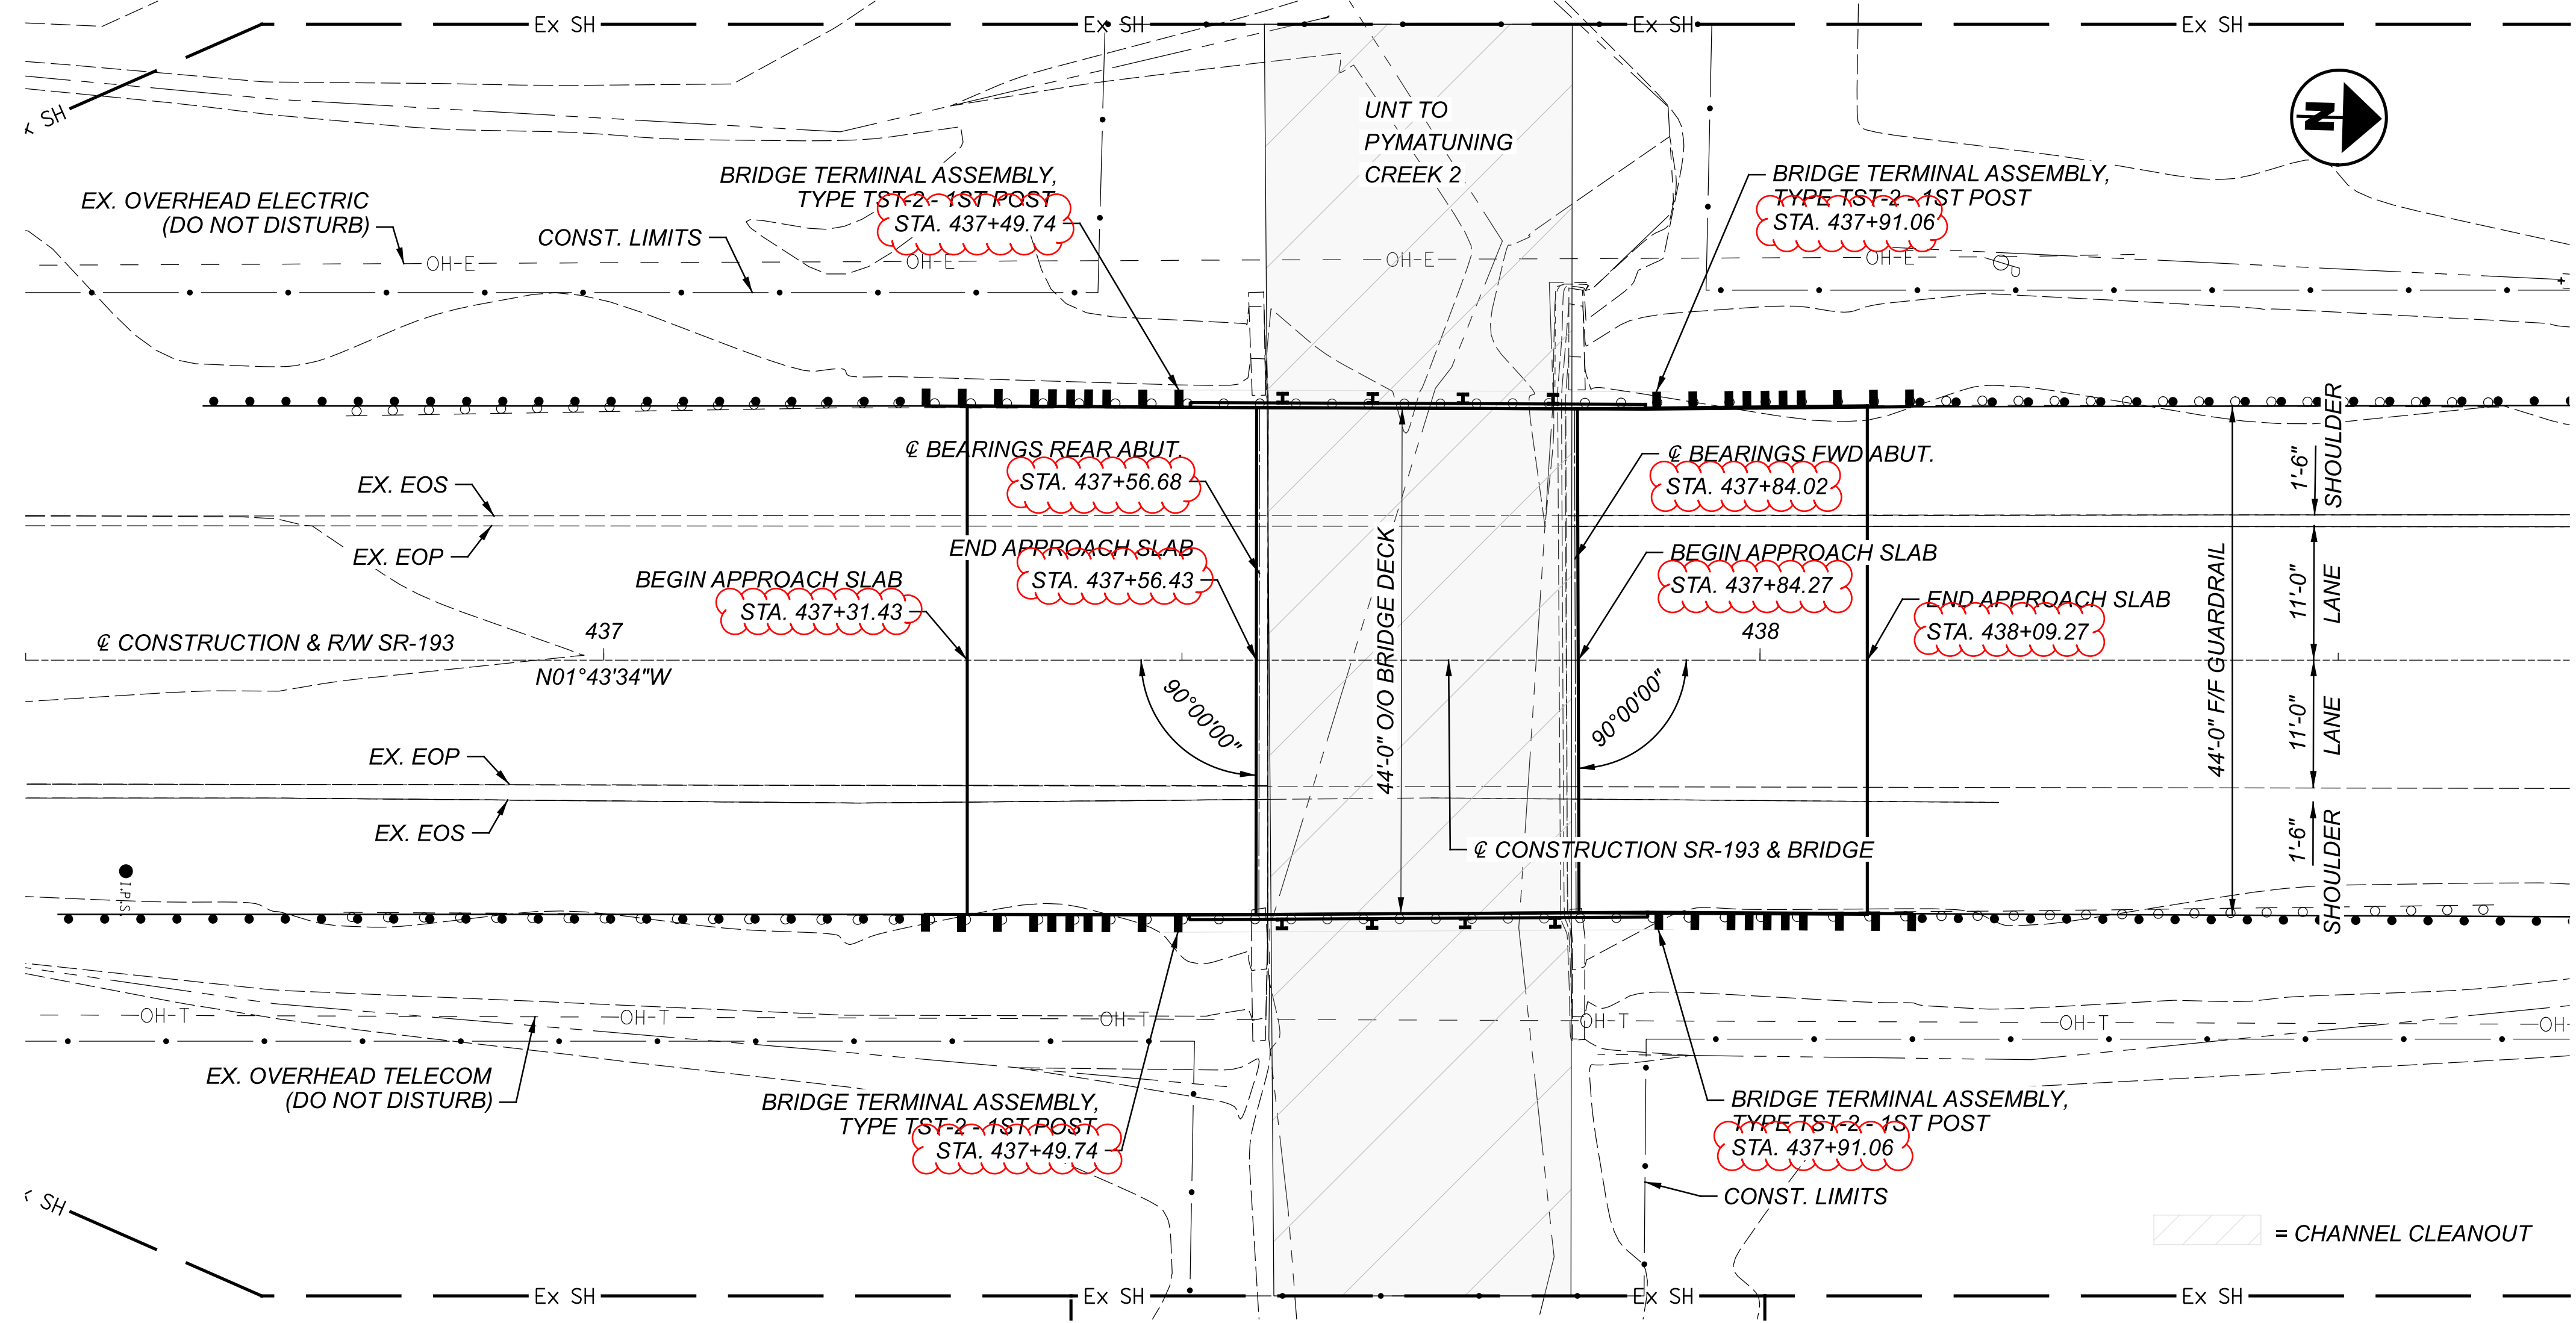 Ex SH
Ex SH
Ex SH
Ex SH
SH
UNT TO
PYMATUNING
CREEK 2
N
BRIDGE TERMINAL ASSEMBLY,
TYPE TST-2 - 1ST POST
STA. 437+49.74
BRIDGE TERMINAL ASSEMBLY,
TYPE TST-2 - 1ST POST
STA. 437+91.06
EX. OVERHEAD ELECTRIC
(DO NOT DISTURB)
CONST. LIMITS
OH-E
OH-E
OH-E
OH-E
℄ BEARINGS REAR ABUT.
STA. 437+56.68
℄ BEARINGS FWD ABUT.
STA. 437+84.02
EX. EOS
EX. EOP
END APPROACH SLAB
STA. 437+56.43
BEGIN APPROACH SLAB
STA. 437+84.27
BEGIN APPROACH SLAB
STA. 437+31.43
END APPROACH SLAB
STA. 438+09.27
℄ CONSTRUCTION & R/W SR-193
437
438
N01°43'34"W
90°00'00"
90°00'00"
44'-0" O/O BRIDGE DECK
44'-0" F/F GUARDRAIL
1'-6"
SHOULDER
11'-0"
LANE
11'-0"
LANE
1'-6"
SHOULDER
EX. EOP
EX. EOS
℄ CONSTRUCTION SR-193 & BRIDGE
I.P.S.
OH-T
OH-T
OH-T
OH-T
OH-T
OH-
EX. OVERHEAD TELECOM
(DO NOT DISTURB)
BRIDGE TERMINAL ASSEMBLY,
TYPE TST-2 - 1ST POST
STA. 437+49.74
BRIDGE TERMINAL ASSEMBLY,
TYPE TST-2 - 1ST POST
STA. 437+91.06
CONST. LIMITS
SH
= CHANNEL CLEANOUT
Ex SH
Ex SH
Ex SH
Ex SH